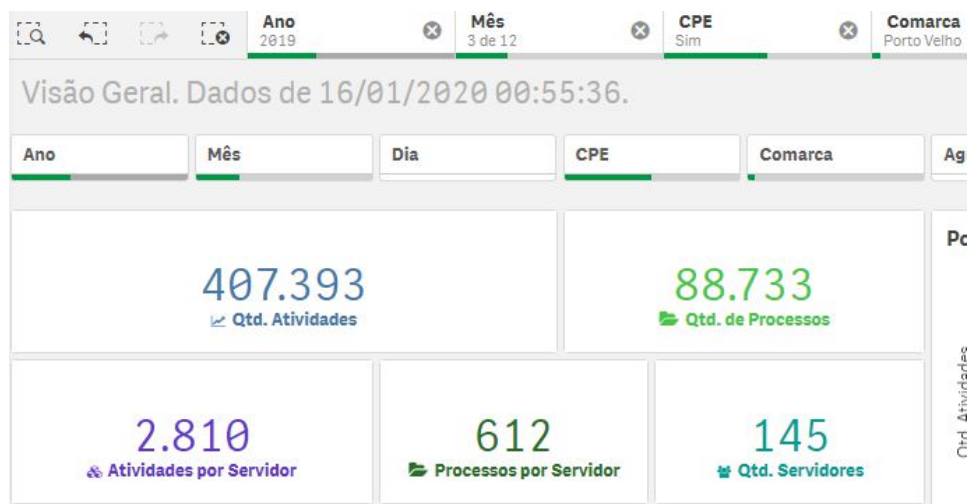 Ano Mês CPE Comarca
2019 3 de 12 Sim Porto Velho
Visão Geral. Dados de 16/01/2020 00:55:36.
Ano Mês Dia CPE Comarca Ag
Po
407.393 88.733
Qtd. Atividades Qtd. de Processos
Qtd. Atividades
2.810 612 145
Atividades por Servidor Processos por Servidor Qtd. Servidores